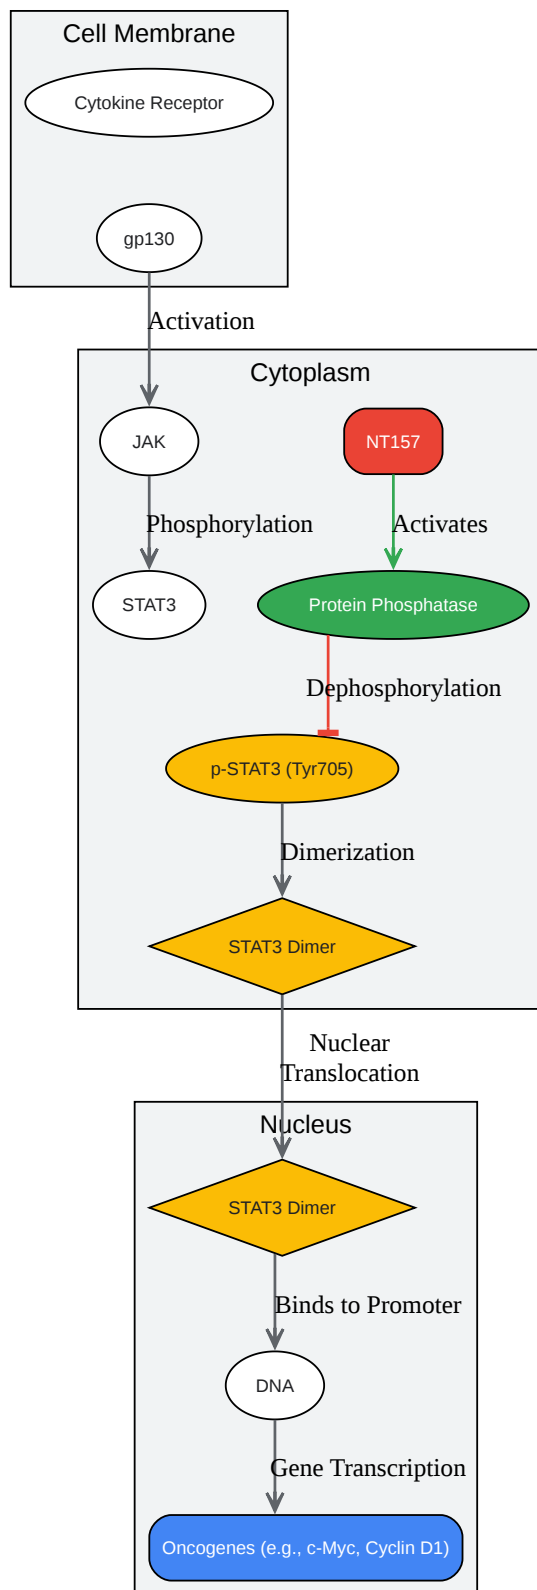 Cell Membrane
Cytokine Receptor
gp130
Activation
Cytoplasm
JAK
NT157
Phosphorylation
Activates
STAT3
Protein Phosphatase
Dephosphorylation
p-STAT3 (Tyr705)
Dimerization
STAT3 Dimer
Nuclear
Translocation
Nucleus
STAT3 Dimer
Binds to Promoter
DNA
Gene Transcription
Oncogenes (e.g., c-Myc, Cyclin D1)